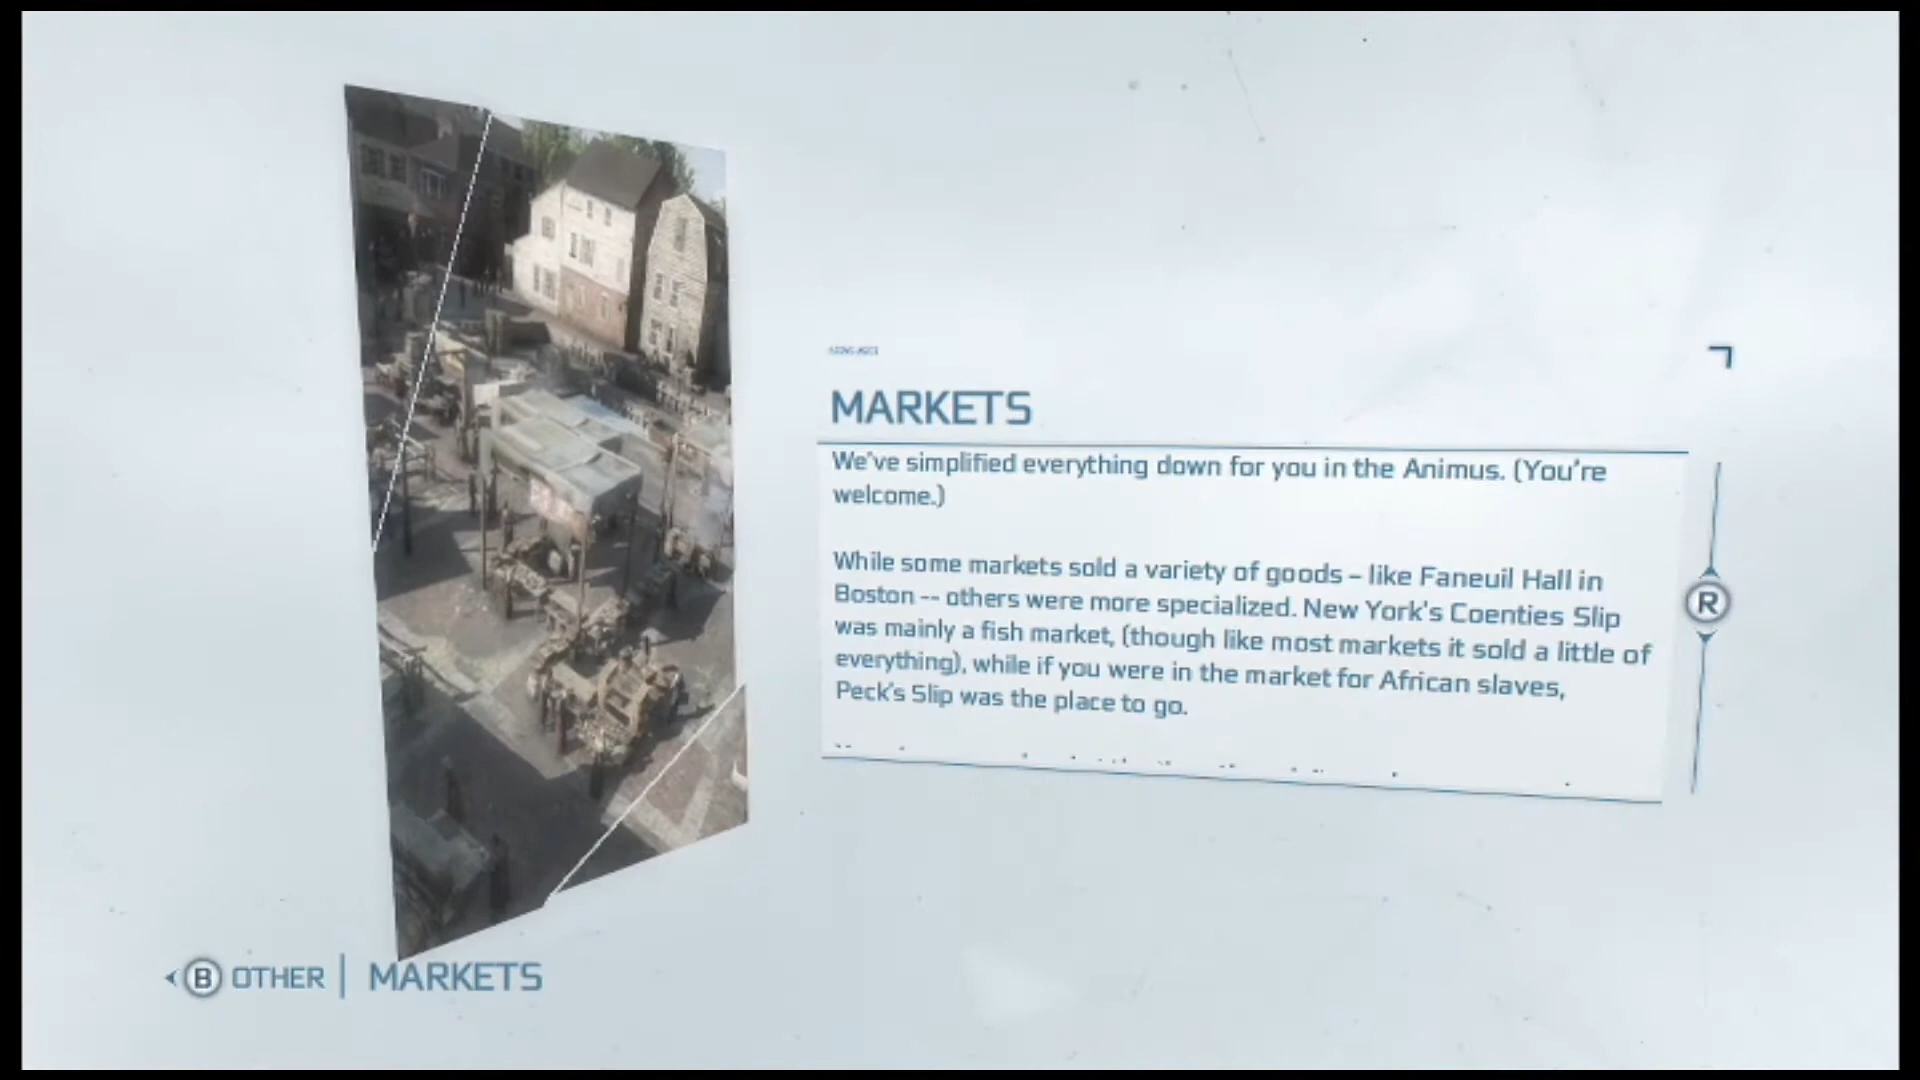 MARKETS
We've simplified everything down for you in the Animus. (You're
welcome.)
While some markets sold a variety of goods – like Faneuil Hall in
Boston -- others were more specialized. New York's Coenties Slip
was mainly a fish market, (though like most markets it sold a little of
everything), while if you were in the market for African slaves,
Peck's Slip was the place to go.
R
B OTHER | MARKETS